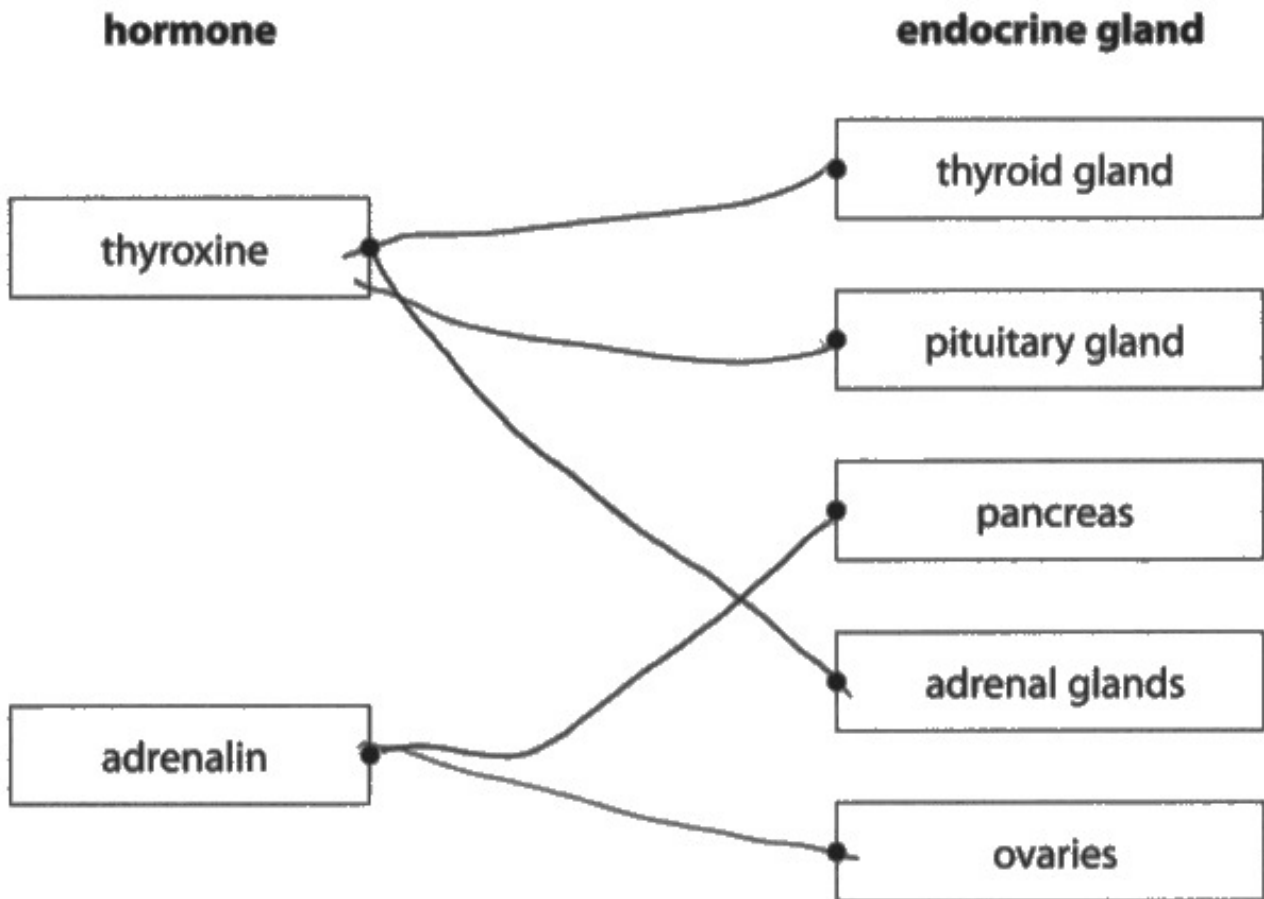 hormone
endocrine gland
thyroid gland
thyroxine
pituitary gland
pancreas
adrenal glands
adrenalin
ovaries